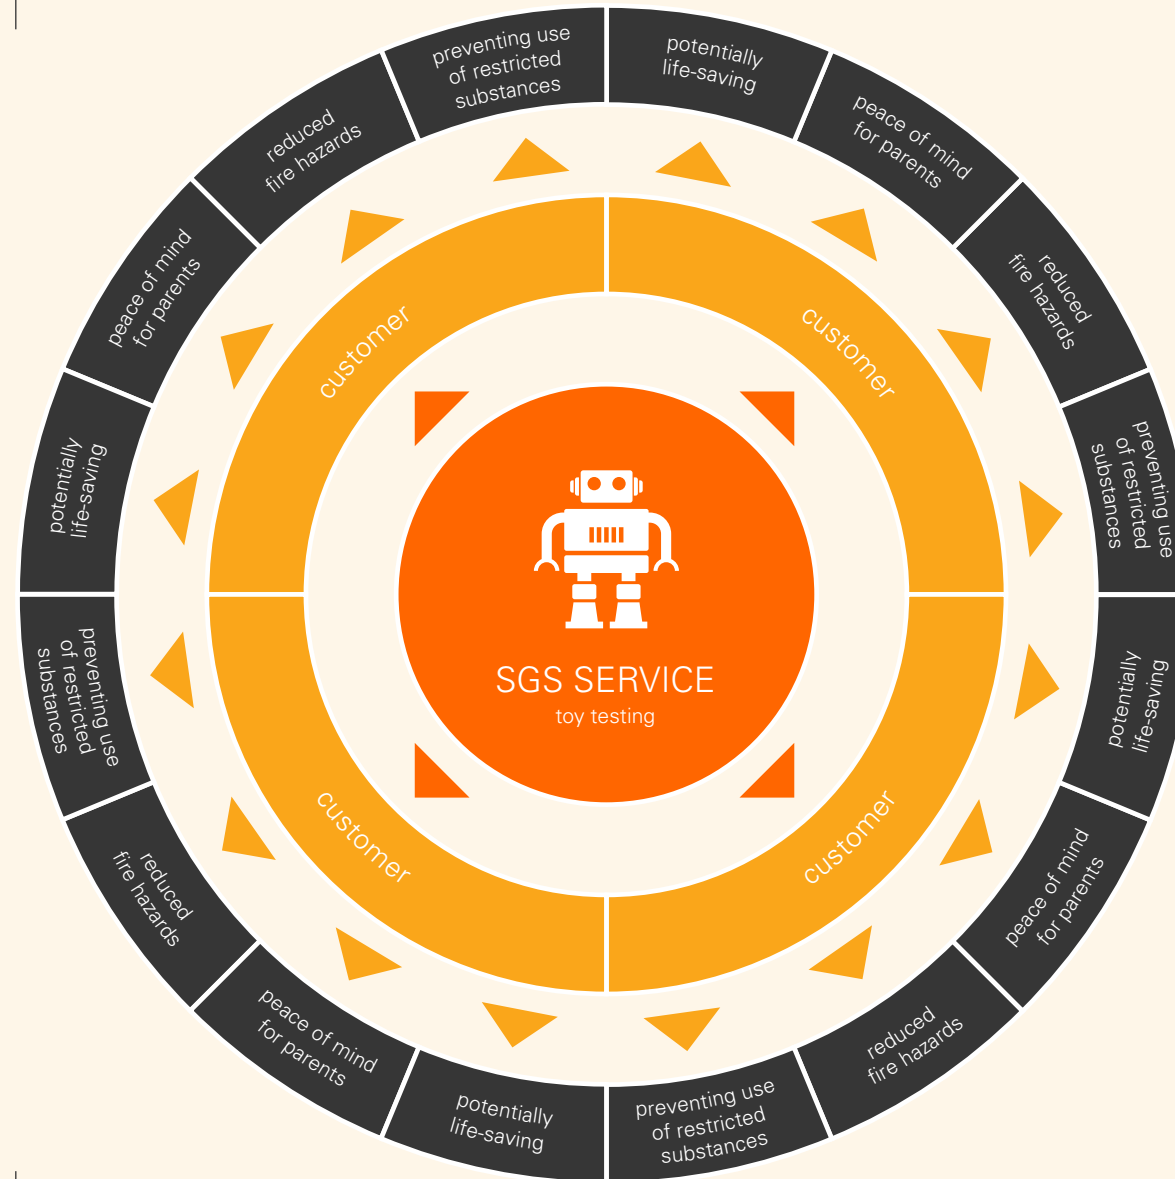 preventing use
of restricted
substances
potentially
life-saving
peace of mind
for parents
reduced
fire hazards
preventing use
of restricted
substances
potentially
life-saving
peace of mind
for parents
reduced
fire hazards
preventing use
of restricted
substances
potentially
life-saving
peace of mind
for parents
reduced
fire hazards
preventing use
of restricted
substances
potentially
life-saving
peace of mind
for parents
reduced
fire hazards
customer
customer
customer
customer
SGS SERVICE
toy testing